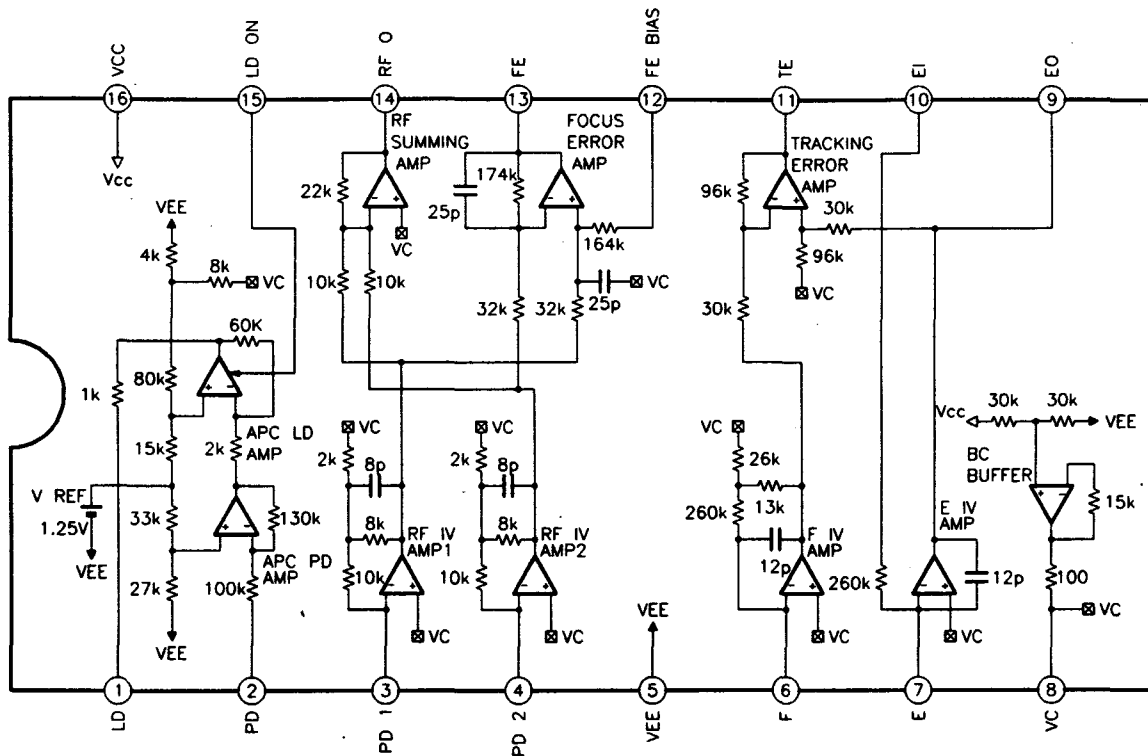 VCC
LD ON
RF O
FE
FE BIAS
TE
EI
EO
16
15
14
13
12
11
10
9
RF
SUMMING
AMP
FOCUS
ERROR
AMP
TRACKING
ERROR
AMP
Vcc
VEE
4k
8k
VC
22k
174k
25p
VC
164k
96k
30k
96k
VC
10k
10k
32k
32k
25p
VC
30k
60K
80k
1k
15k
2k
APC LD
AMP
V REF
1.25V
VEE
33k
130k
APC PD
AMP
27k
100k
VEE
VC
2k
8p
8k
RF IV
AMP1
10k
VC
VC
2k
8p
8k
RF IV
AMP2
10k
VC
VEE
VC
26k
13k
260k
F IV
AMP
12p
VC
E IV
AMP
260k
12p
VC
30k
30k
Vcc
VEE
BC
BUFFER
15k
100
VC
1
2
3
4
5
6
7
8
LD
PD
PD 1
PD 2
VEE
F
E
VC